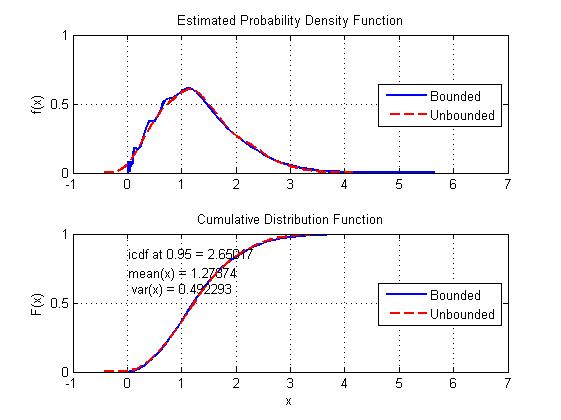 Estimated Probability Density Function
1
0.5
0
f(x)
-1 0 1 2 3 4 5 6 7
Bounded
Unbounded
Cumulative Distribution Function
1
0.5
0
F(x)
icdf at 0.95 = 2.65017
mean(x) = 1.27374
var(x) = 0.492293
Bounded
Unbounded
-1 0 1 2 3 4 5 6 7
x